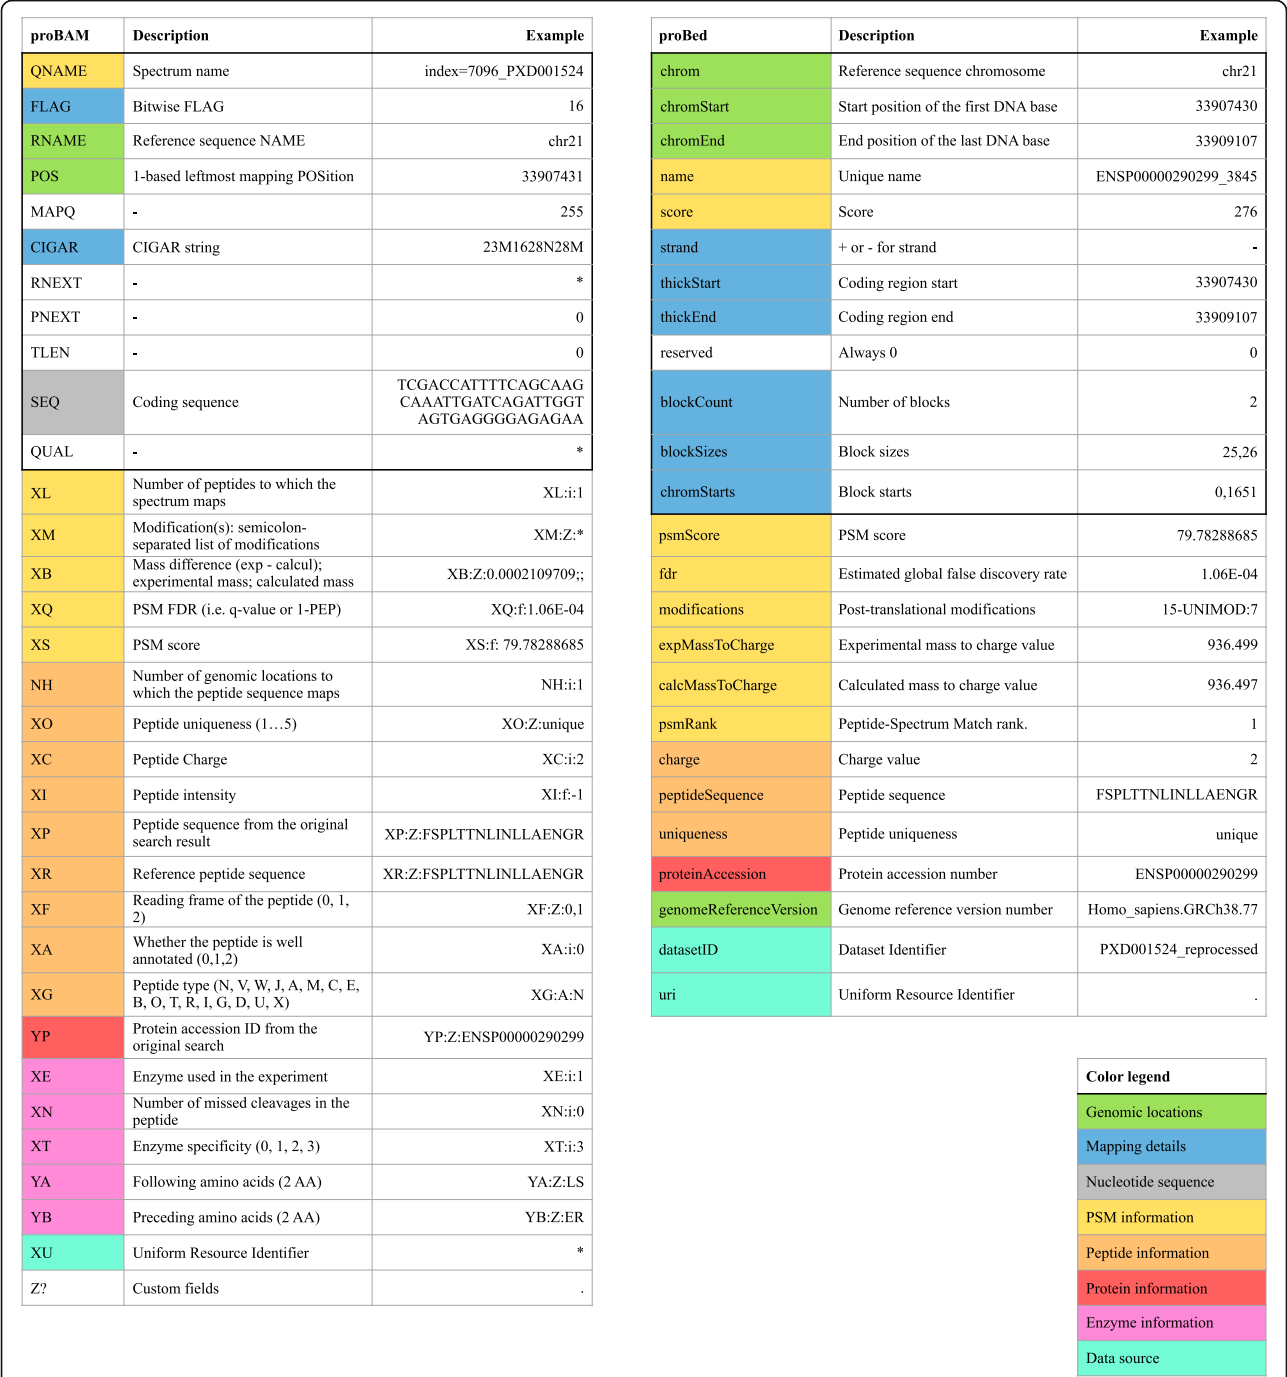 proBAM Description Example
QNAME Spectrum name index=7096_PXD001524
FLAG Bitwise FLAG 16
RNAME Reference sequence NAME chr21
POS 1-based leftmost mapping POSition 33907431
MAPQ - 255
CIGAR CIGAR string 23M1628N28M
RNEXT - *
PNEXT - 0
TLEN - 0
SEQ Coding sequence TCGACCATTTTCAGCAAG
CAAATTGATCAGATTGGT
AGTGAGGGGAGAGAA
QUAL - *
XL Number of peptides to which the
spectrum maps XL:i:1
XM Modification(s): semicolon-
separated list of modifications XM:Z:*
XB Mass difference (exp - calcul);
experimental mass; calculated mass XB:Z:0.0002109709;;
XQ PSM FDR (i.e. q-value or 1-PEP) XQ:f:1.06E-04
XS PSM score XS:f: 79.78288685
NH Number of genomic locations to
which the peptide sequence maps NH:i:1
XO Peptide uniqueness (1…5) XO:Z:unique
XC Peptide Charge XC:i:2
XI Peptide intensity XI:f:-1
XP Peptide sequence from the original
search result XP:Z:FSPLTTNLINLLAENGR
XR Reference peptide sequence XR:Z:FSPLTTNLINLLAENGR
XF Reading frame of the peptide (0, 1,
2) XF:Z:0,1
XA Whether the peptide is well
annotated (0,1,2) XA:i:0
XG Peptide type (N, V, W, J, A, M, C, E,
B, O, T, R, I, G, D, U, X) XG:A:N
YP Protein accession ID from the
original search YP:Z:ENSP00000290299
XE Enzyme used in the experiment XE:i:1
XN Number of missed cleavages in the
peptide XN:i:0
XT Enzyme specificity (0, 1, 2, 3) XT:i:3
YA Following amino acids (2 AA) YA:Z:LS
YB Preceding amino acids (2 AA) YB:Z:ER
XU Uniform Resource Identifier *
Z? Custom fields .
proBed Description Example
chrom Reference sequence chromosome chr21
chromStart Start position of the first DNA base 33907430
chromEnd End position of the last DNA base 33909107
name Unique name ENSP00000290299_3845
score Score 276
strand + or - for strand -
thickStart Coding region start 33907430
thickEnd Coding region end 33909107
reserved Always 0 0
blockCount Number of blocks 2
blockSizes Block sizes 25,26
chromStarts Block starts 0,1651
psmScore PSM score 79.78288685
fdr Estimated global false discovery rate 1.06E-04
modifications Post-translational modifications 15-UNIMOD:7
expMassToCharge Experimental mass to charge value 936.499
calcMassToCharge Calculated mass to charge value 936.497
psmRank Peptide-Spectrum Match rank. 1
charge Charge value 2
peptideSequence Peptide sequence FSPLTTNLINLLAENGR
uniqueness Peptide uniqueness unique
proteinAccession Protein accession number ENSP00000290299
genomeReferenceVersion Genome reference version number Homo_sapiens.GRCh38.77
datasetID Dataset Identifier PXD001524_reprocessed
uri Uniform Resource Identifier .
Color legend
Genomic locations
Mapping details
Nucleotide sequence
PSM information
Peptide information
Protein information
Enzyme information
Data source